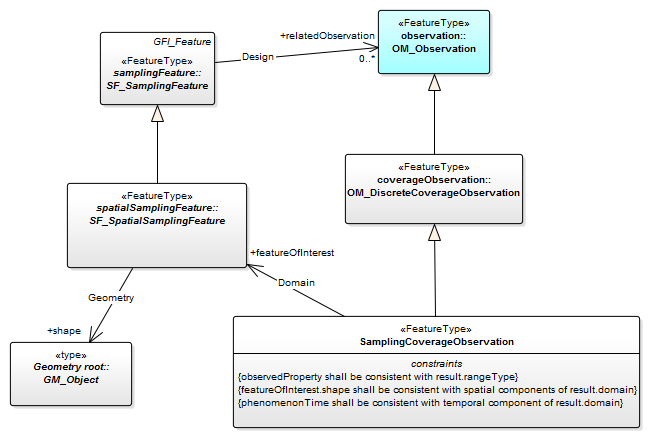 GFI_Feature
«FeatureType»
samplingFeature::
SF_SamplingFeature
+relatedObservation
Design
0..*
«FeatureType»
observation::
OM_Observation
«FeatureType»
spatialSamplingFeature::
SF_SpatialSamplingFeature
«FeatureType»
coverageObservation::
OM_DiscreteCoverageObservation
+featureOfInterest
Domain
Geometry
+shape
«type»
Geometry root::
GM_Object
«FeatureType»
SamplingCoverageObservation
constraints
{observedProperty shall be consistent with result.rangeType}
{featureOfInterest.shape shall be consistent with spatial components of result.domain}
{phenomenonTime shall be consistent with temporal component of result.domain}